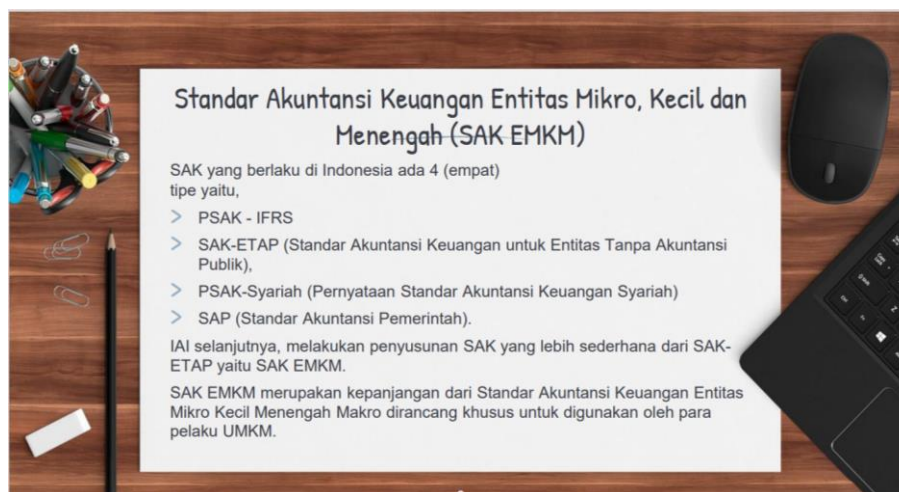 Standar Akuntansi Keuangan Entitas Mikro, Kecil dan
Menengah (SAK EMKM)
SAK yang berlaku di Indonesia ada 4 (empat)
tipe yaitu,
> PSAK - IFRS
> SAK-ETAP (Standar Akuntansi Keuangan untuk Entitas Tanpa Akuntansi
Publik),
> PSAK-Syariah (Pernyataan Standar Akuntansi Keuangan Syariah)
> SAP (Standar Akuntansi Pemerintah).
IAI selanjutnya, melakukan penyusunan SAK yang lebih sederhana dari SAK-
ETAP yaitu SAK EMKM.
SAK EMKM merupakan kepanjangan dari Standar Akuntansi Keuangan Entitas
Mikro Kecil Menengah Makro dirancang khusus untuk digunakan oleh para
pelaku UMKM.